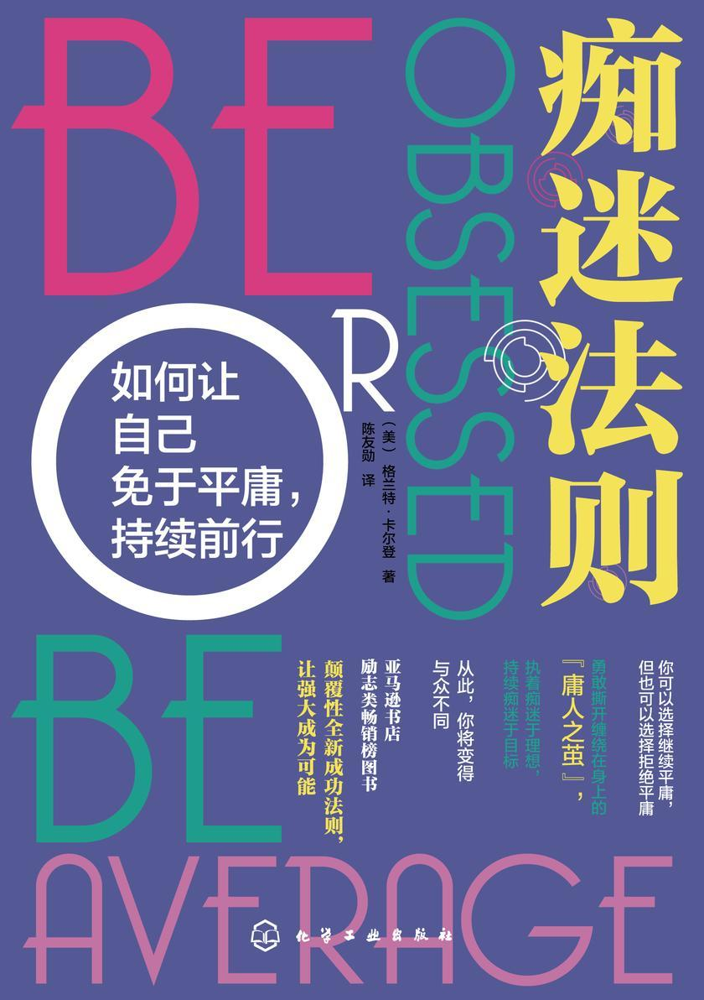 BE
OBSESSED
OR
BE
AVERAGE
痴迷法则
如何让
自己
免于平庸，
持续前行
（美） 格兰特·卡尔登 著
陈友勋 译
你可以选择继续平庸，
但也可以选择拒绝平庸
勇敢撕开缠绕在身上的
『庸人之茧』，
执着痴迷于理想，
持续痴迷于目标
从此，你将变得
与众不同
亚马逊书店
励志类畅销榜图书
颠覆性全新成功法则，
让强大成为可能
化学工业出版社